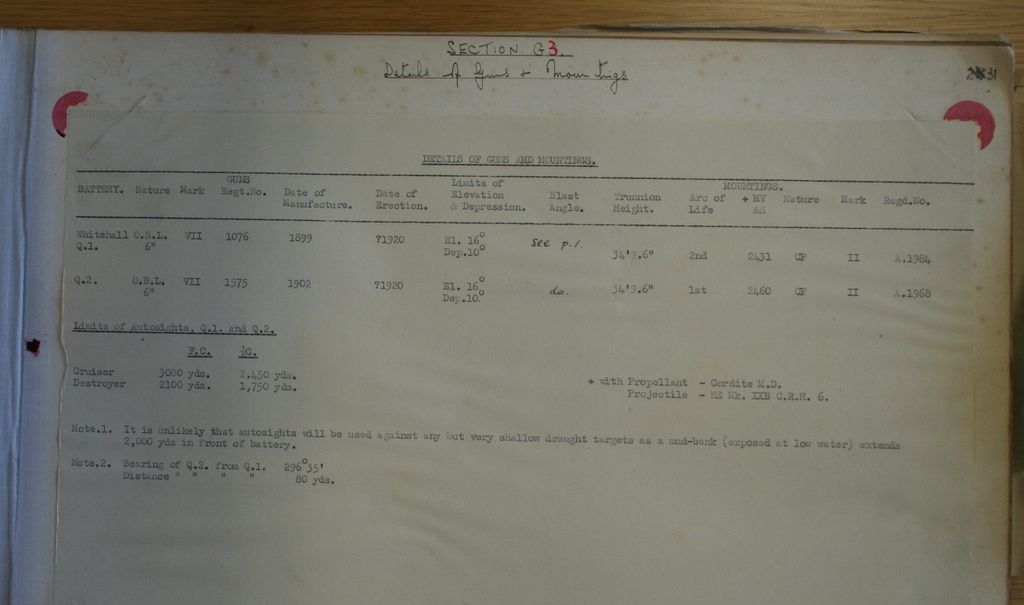 SECTION G3.
Details of Guns & Mountings
31
DETAILS OF GUNS AND MOUNTINGS.
GUNS MOUNTINGS.
BATTERY. Nature Mark Regt.No. Date of Manufacture. Date of Erection. Limits of Elevation & Depression. Blast Angle. Trunnion Height. Arc of Life + MV Nature Mark Regd.No.
Whitehall O.B.L. VII 1076 1899 ?1920 El. 16° see p.1.
Q.1. 6" Dep.10° 34'9.6" 2nd 2431 CP II A.1984
Q.2. O.B.L. VII 1575 1902 ?1920 El. 16° do. 34'9.6" 1st 2460 CP II A.1968
6" Dep.10°
Limits of Autosights, Q.1. and Q.2.
F.C. ½C.
Cruiser 3000 yds. 2.450 yds.
Destroyer 2100 yds. 1,750 yds.
+ with Propellant - Cordite M.D.
Projectile - HE Mk. XXB C.R.H. 6.
Note.1. It is unlikely that autosights will be used against any but very shallow draught targets as a mud-bank (exposed at low water) extends
2,000 yds in front of battery.
Note.2. Bearing of Q.2. from Q.1. 296°35'
Distance " " " " 80 yds.